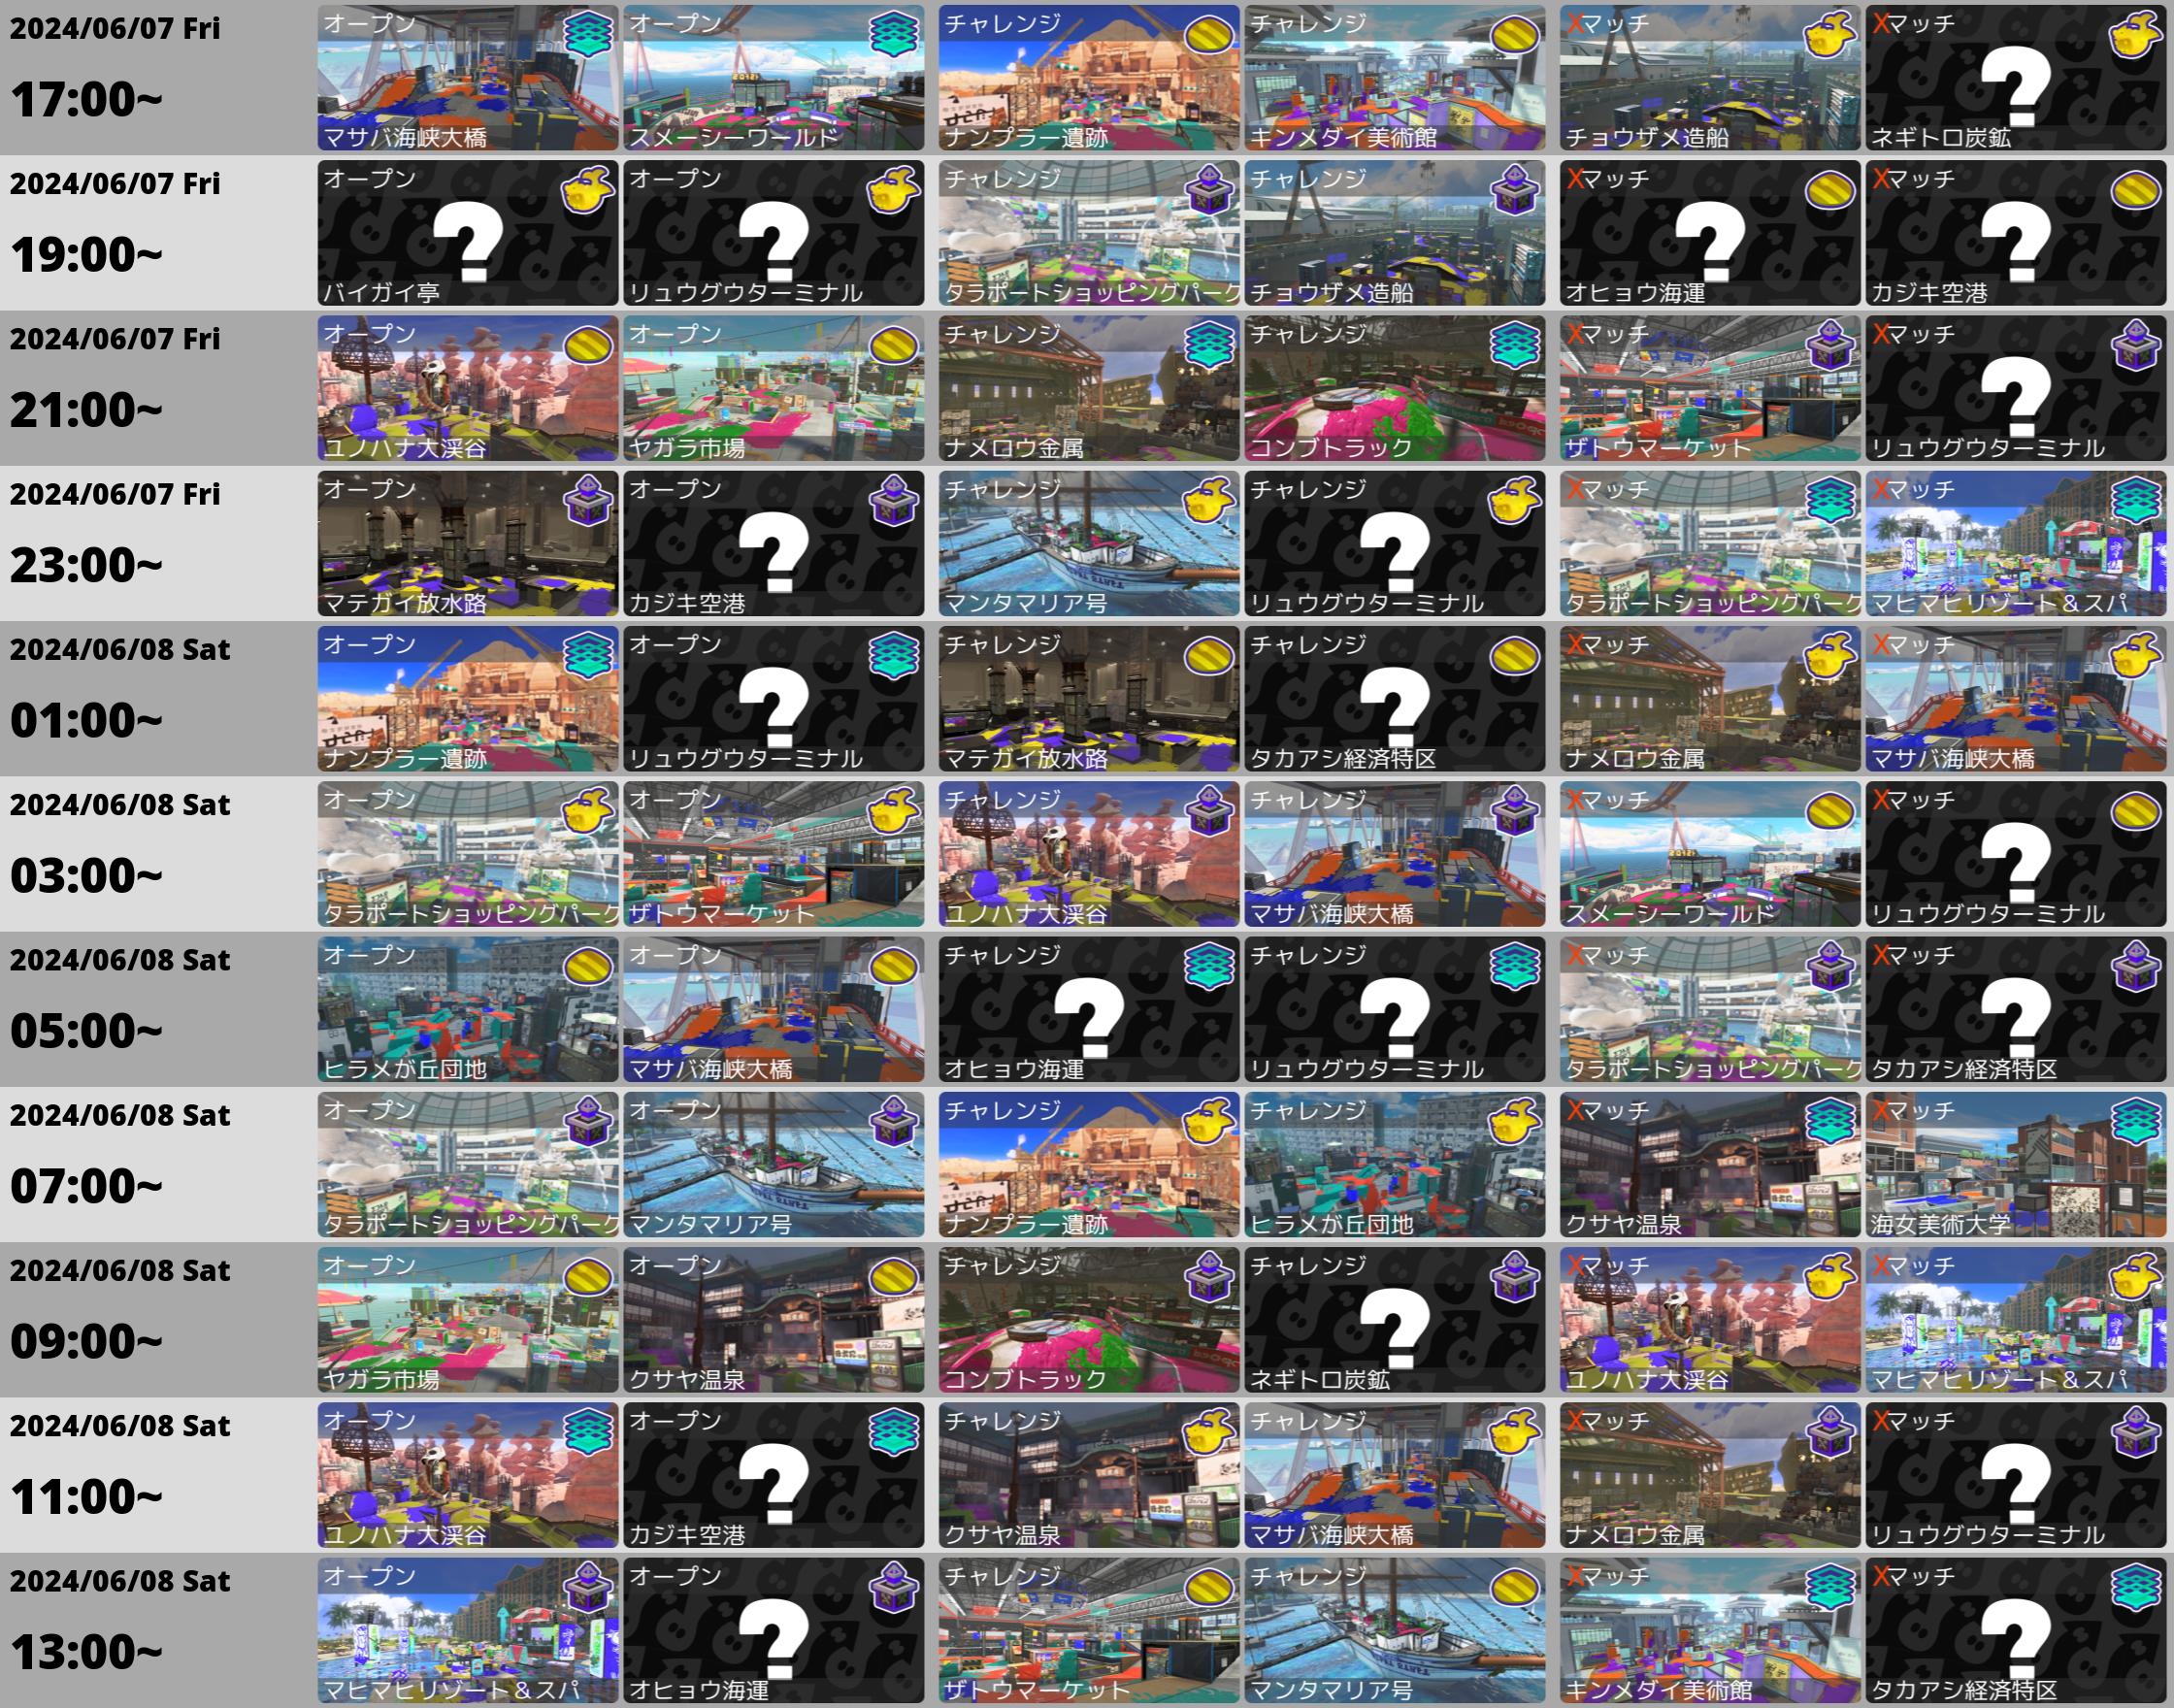 2024/06/07 Fri
17:00~
オープン
マサバ海峡大橋
オープン
スメーシーワールド
チャレンジ
ナンプラー遺跡
チャレンジ
キンメダイ美術館
Xマッチ
チョウザメ造船
Xマッチ
ネギトロ炭鉱
2024/06/07 Fri
19:00~
オープン
バイガイ亭
オープン
リュウグウターミナル
チャレンジ
タラポートショッピングパーク
チャレンジ
チョウザメ造船
Xマッチ
オヒョウ海運
Xマッチ
カジキ空港
2024/06/07 Fri
21:00~
オープン
ユノハナ大渓谷
オープン
ヤガラ市場
チャレンジ
ナメロウ金属
チャレンジ
コンブトラック
Xマッチ
ザトウマーケット
Xマッチ
リュウグウターミナル
2024/06/07 Fri
23:00~
オープン
マテガイ放水路
オープン
カジキ空港
チャレンジ
マンタマリア号
チャレンジ
リュウグウターミナル
Xマッチ
タラポートショッピングパーク
Xマッチ
マヒマヒリゾート＆スパ
2024/06/08 Sat
01:00~
オープン
ナンプラー遺跡
オープン
リュウグウターミナル
チャレンジ
マテガイ放水路
チャレンジ
タカアシ経済特区
Xマッチ
ナメロウ金属
Xマッチ
マサバ海峡大橋
2024/06/08 Sat
03:00~
オープン
タラポートショッピングパーク
オープン
ザトウマーケット
チャレンジ
ユノハナ大渓谷
チャレンジ
マサバ海峡大橋
Xマッチ
スメーシーワールド
Xマッチ
リュウグウターミナル
2024/06/08 Sat
05:00~
オープン
ヒラメが丘団地
オープン
マサバ海峡大橋
チャレンジ
オヒョウ海運
チャレンジ
リュウグウターミナル
Xマッチ
タラポートショッピングパーク
Xマッチ
タカアシ経済特区
2024/06/08 Sat
07:00~
オープン
タラポートショッピングパーク
オープン
マンタマリア号
チャレンジ
ナンプラー遺跡
チャレンジ
ヒラメが丘団地
Xマッチ
クサヤ温泉
Xマッチ
海女美術大学
2024/06/08 Sat
09:00~
オープン
ヤガラ市場
オープン
クサヤ温泉
チャレンジ
コンブトラック
チャレンジ
ネギトロ炭鉱
Xマッチ
ユノハナ大渓谷
Xマッチ
マヒマヒリゾート＆スパ
2024/06/08 Sat
11:00~
オープン
ユノハナ大渓谷
オープン
カジキ空港
チャレンジ
クサヤ温泉
チャレンジ
マサバ海峡大橋
Xマッチ
ナメロウ金属
Xマッチ
リュウグウターミナル
2024/06/08 Sat
13:00~
オープン
マヒマヒリゾート＆スパ
オープン
オヒョウ海運
チャレンジ
ザトウマーケット
チャレンジ
マンタマリア号
Xマッチ
キンメダイ美術館
Xマッチ
タカアシ経済特区